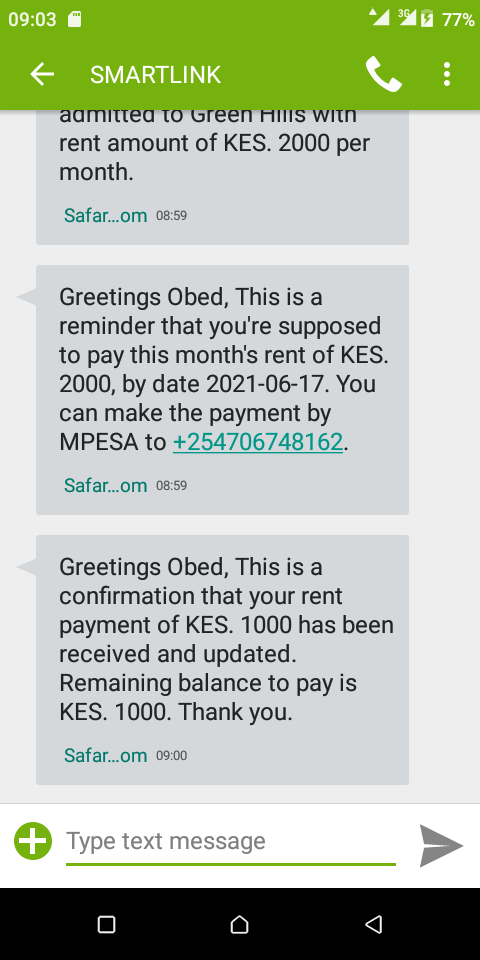 09:03
3G
77%
SMARTLINK
admitted to Green Hills with
rent amount of KES. 2000 per
month.
Safar...om 08:59
Greetings Obed, This is a
reminder that you're supposed
to pay this month's rent of KES.
2000, by date 2021-06-17. You
can make the payment by
MPESA to +254706748162.
Safar...om 08:59
Greetings Obed, This is a
confirmation that your rent
payment of KES. 1000 has been
received and updated.
Remaining balance to pay is
KES. 1000. Thank you.
Safar...om 09:00
Type text message